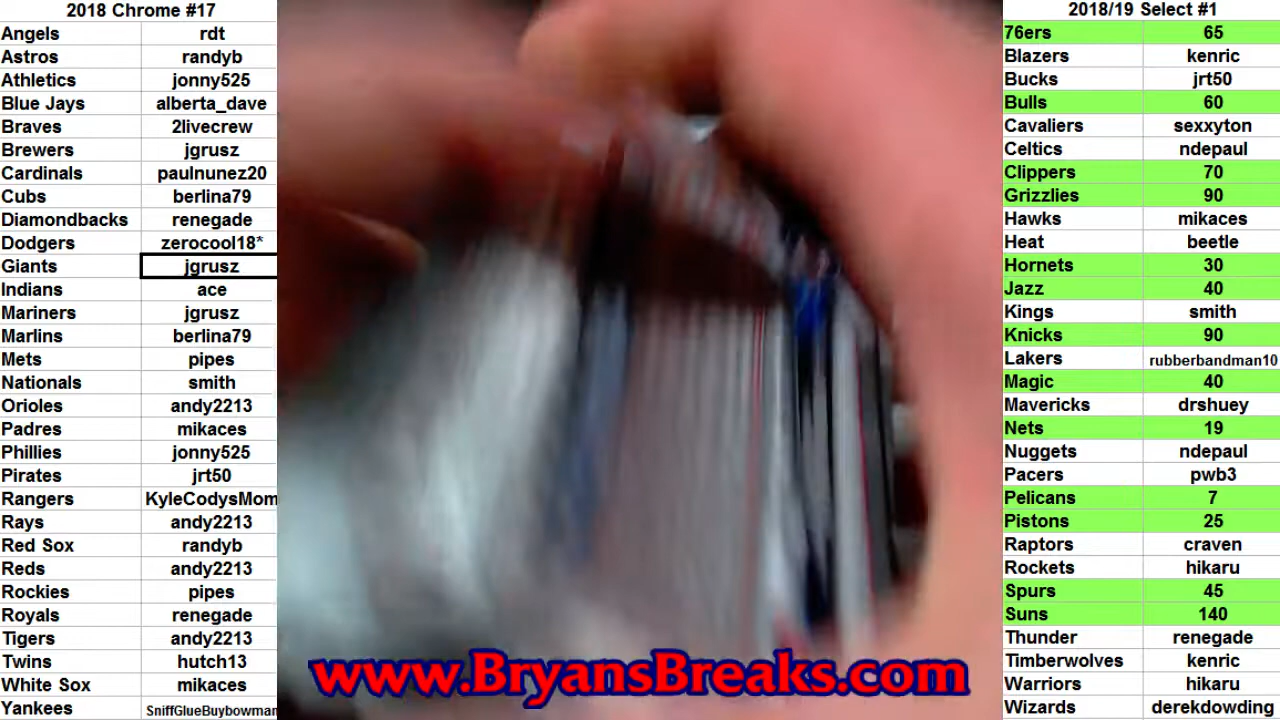 2018 Chrome #17
Angels rdt
Astros randyb
Athletics jonny525
Blue Jays alberta_dave
Braves 2livecrew
Brewers jgrusz
Cardinals paulnunez20
Cubs berlina79
Diamondbacks renegade
Dodgers zerocool18*
Giants jgrusz
Indians ace
Mariners jgrusz
Marlins berlina79
Mets pipes
Nationals smith
Orioles andy2213
Padres mikaces
Phillies jonny525
Pirates jrt50
Rangers KyleCodysMom
Rays andy2213
Red Sox randyb
Reds andy2213
Rockies pipes
Royals renegade
Tigers andy2213
Twins hutch13
White Sox mikaces
Yankees SniffGlueBuybowman
www.BryansBreaks.com
2018/19 Select #1
76ers 65
Blazers kenric
Bucks jrt50
Bulls 60
Cavaliers sexxyton
Celtics ndepaul
Clippers 70
Grizzlies 90
Hawks mikaces
Heat beetle
Hornets 30
Jazz 40
Kings smith
Knicks 90
Lakers rubberbandman10
Magic 40
Mavericks drshuey
Nets 19
Nuggets ndepaul
Pacers pwb3
Pelicans 7
Pistons 25
Raptors craven
Rockets hikaru
Spurs 45
Suns 140
Thunder renegade
Timberwolves kenric
Warriors hikaru
Wizards derekdowding